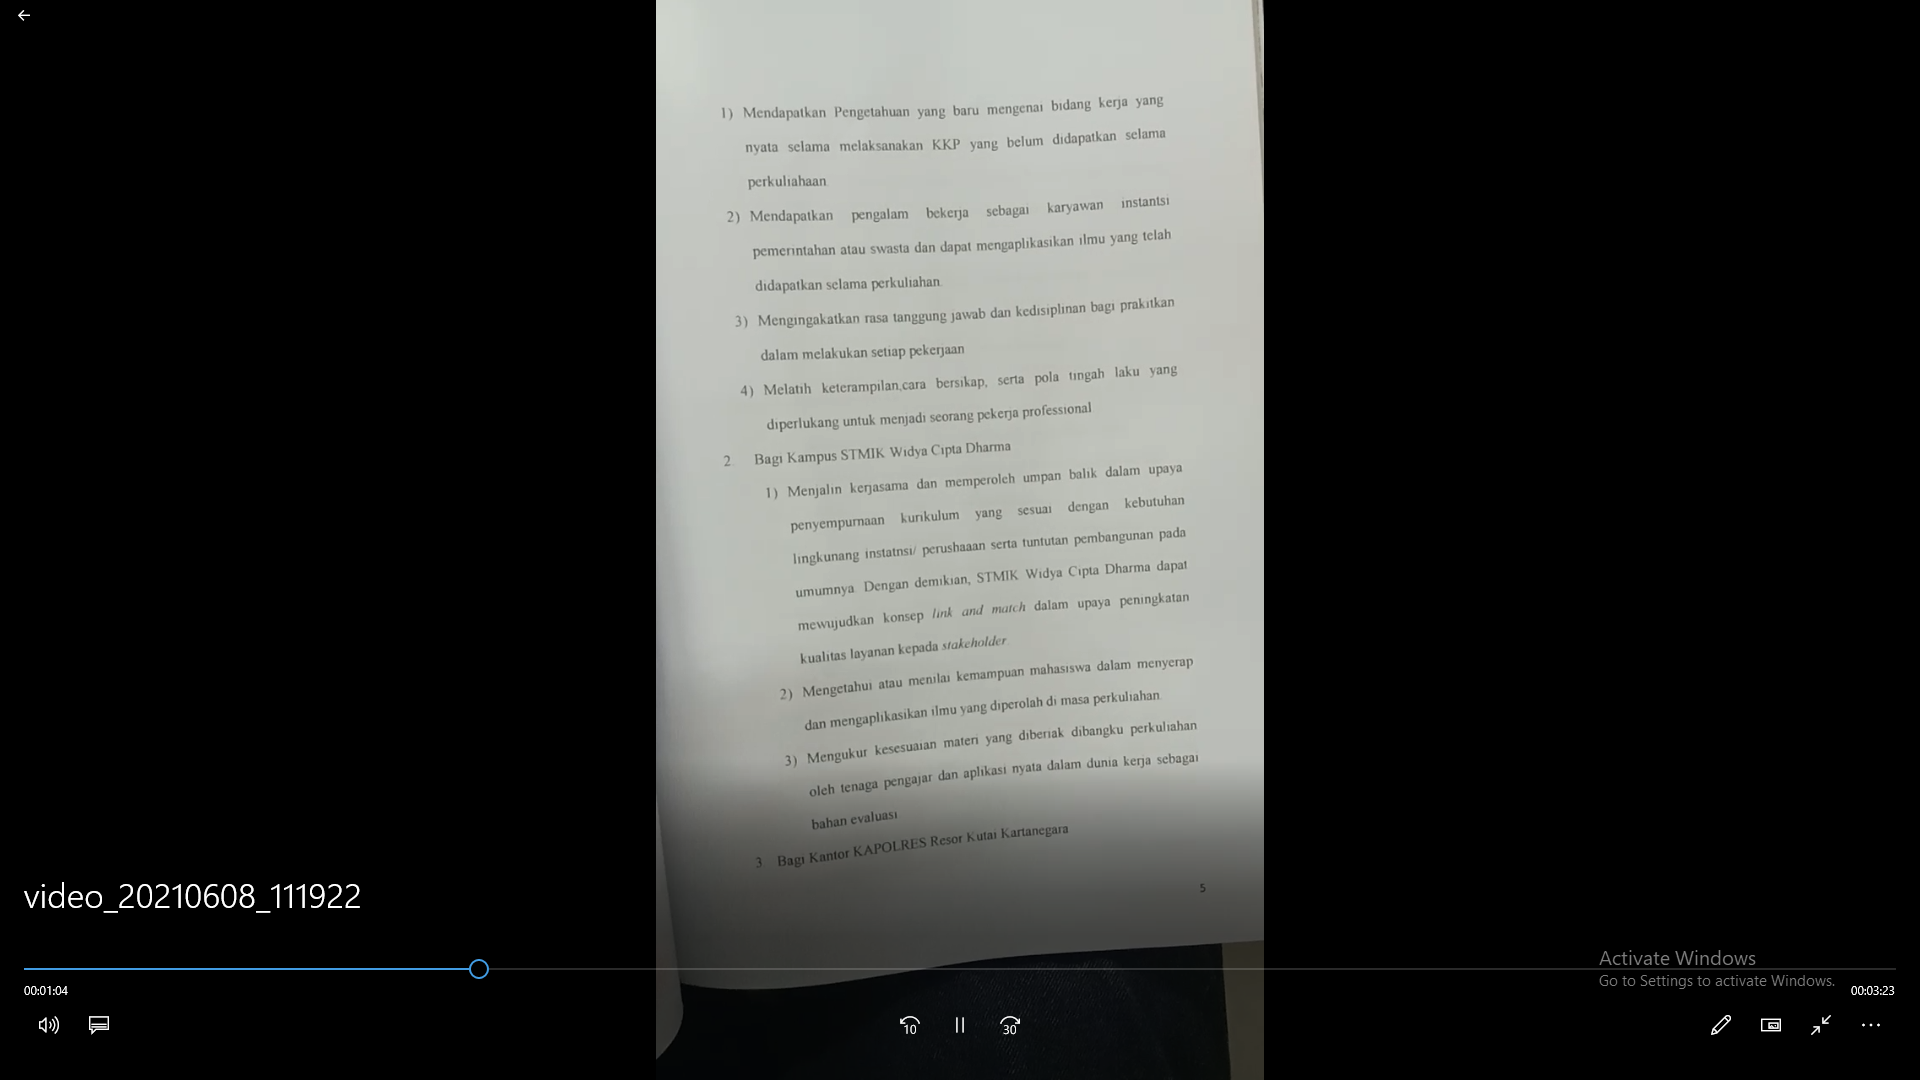 1) Mendapatkan Pengetahuan yang baru mengenai bidang kerja yang
nyata selama melaksanakan KKP yang belum didapatkan selama
perkuliahaan
2) Mendapatkan pengalam bekerja sebagai karyawan instantsi
pemerintahan atau swasta dan dapat mengaplikasikan ilmu yang telah
didapatkan selama perkuliahan.
3) Mengingakatkan rasa tanggung jawab dan kedisiplinan bagi prakitkan
dalam melakukan setiap pekerjaan
4) Melatih keterampilan,cara bersikap, serta pola tingah laku yang
diperlukang untuk menjadi seorang pekerja professional
2 Bagi Kampus STMIK Widya Cipta Dharma
1) Menjalin kerjasama dan memperoleh umpan balik dalam upaya
penyempurnaan kurikulum yang sesuai dengan kebutuhan
lingkunang instatnsi/ perushaaan serta tuntutan pembangunan pada
umumnya. Dengan demikian, STMIK Widya Cipta Dharma dapat
mewujudkan konsep link and match dalam upaya peningkatan
kualitas layanan kepada stakeholder.
2) Mengetahui atau menilai kemampuan mahasiswa dalam menyerap
dan mengaplikasikan ilmu yang diperolah di masa perkuliahan.
3) Mengukur kesesuaian materi yang diberiak dibangku perkuliahan
oleh tenaga pengajar dan aplikasi nyata dalam dunia kerja sebagai
bahan evaluasi
3 Bagi Kantor KAPOLRES Resor Kutai Kartanegara
5
video_20210608_111922
Activate Windows
Go to Settings to activate Windows.
00:01:04
00:03:23
10
30